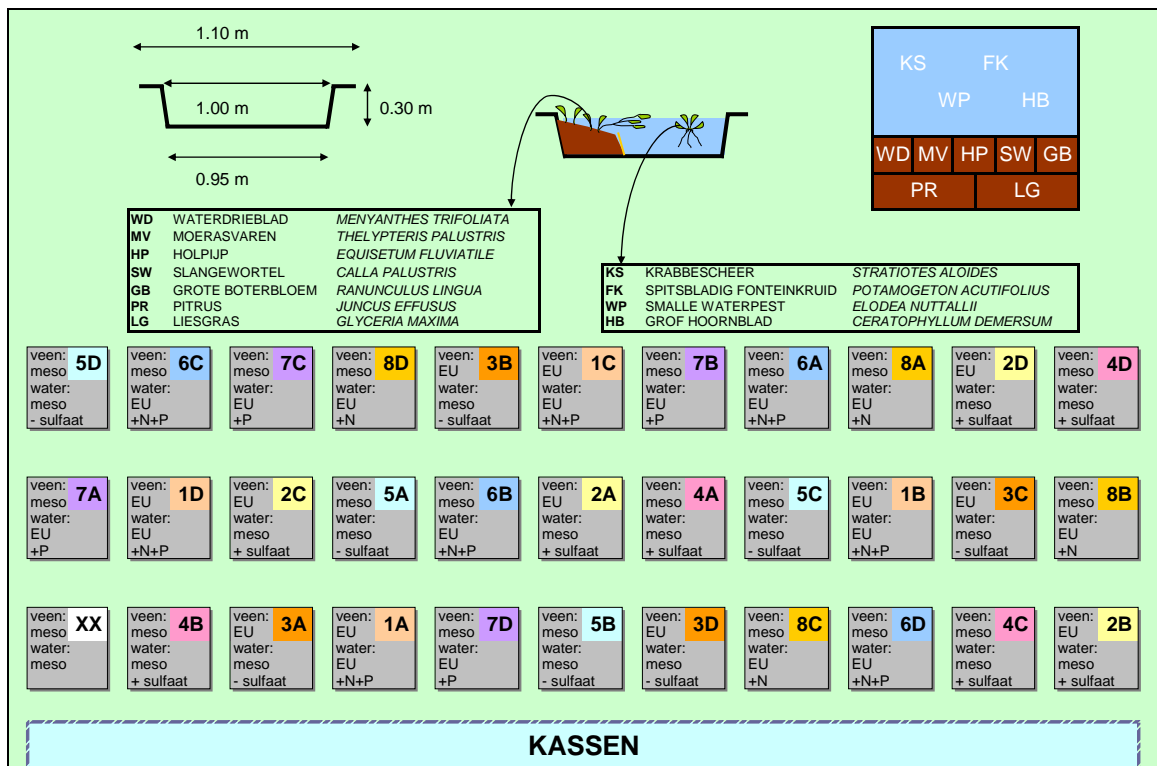 1.10 m
1.00 m
0.30 m
0.95 m
KS FK
WP HB
WD MV HP SW GB
PR LG
WD WATERDRIEBLAD MENYANTHES TRIFOLIATA
MV MOERASVAREN THELYPTERIS PALUSTRIS
HP HOLPIJP EQUISETUM FLUVIATILE
SW SLANGEWORTEL CALLA PALUSTRIS
GB GROTE BOTERBLOEM RANUNCULUS LINGUA
PR PITRUS JUNCUS EFFUSUS
LG LIESGRAS GLYCERIA MAXIMA
KS KRABBESCHEER STRATIOTES ALOIDES
FK SPITSBLADIG FONTEINKRUID POTAMOGETON ACUTIFOLIUS
WP SMALLE WATERPEST ELODEA NUTTALLII
HB GROF HOORNBLAD CERATOPHYLLUM DEMERSUM
veen: 5D
meso
water:
meso
- sulfaat
veen: 6C
meso
water:
EU
+N+P
veen: 7C
meso
water:
EU
+P
veen: 8D
meso
water:
EU
+N
veen: 3B
EU
water:
meso
- sulfaat
veen: 1C
EU
water:
EU
+N+P
veen: 7B
meso
water:
EU
+P
veen: 6A
meso
water:
EU
+N+P
veen: 8A
meso
water:
EU
+N
veen: 2D
EU
water:
meso
+ sulfaat
veen: 4D
meso
water:
meso
+ sulfaat
veen: 7A
meso
water:
EU
+P
veen: 1D
EU
water:
EU
+N+P
veen: 2C
EU
water:
meso
+ sulfaat
veen: 5A
meso
water:
meso
- sulfaat
veen: 6B
meso
water:
EU
+N+P
veen: 2A
EU
water:
meso
+ sulfaat
veen: 4A
meso
water:
meso
+ sulfaat
veen: 5C
meso
water:
meso
- sulfaat
veen: 1B
EU
water:
EU
+N+P
veen: 3C
EU
water:
meso
- sulfaat
veen: 8B
meso
water:
EU
+N
veen: XX
meso
water:
meso
veen: 4B
meso
water:
meso
+ sulfaat
veen: 3A
EU
water:
meso
- sulfaat
veen: 1A
EU
water:
EU
+N+P
veen: 7D
meso
water:
EU
+P
veen: 5B
meso
water:
meso
- sulfaat
veen: 3D
EU
water:
meso
- sulfaat
veen: 8C
meso
water:
EU
+N
veen: 6D
meso
water:
EU
+N+P
veen: 4C
meso
water:
meso
+ sulfaat
veen: 2B
EU
water:
meso
+ sulfaat
KASSEN